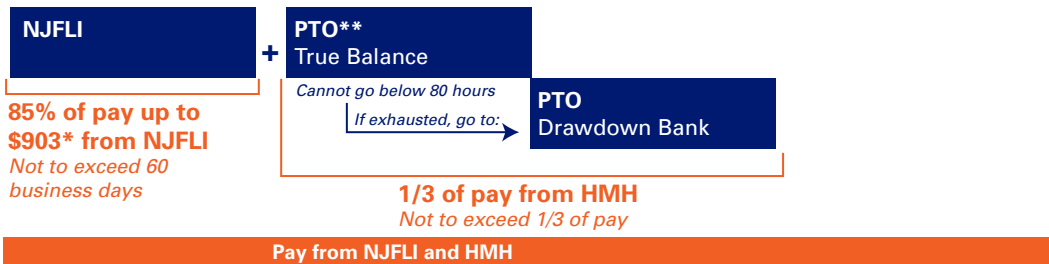 NJFLI
+
PTO**
True Balance
Cannot go below 80 hours
If exhausted, go to:
PTO
Drawdown Bank
85% of pay up to
$903* from NJFLI
Not to exceed 60
business days
1/3 of pay from HMH
Not to exceed 1/3 of pay
Pay from NJFLI and HMH